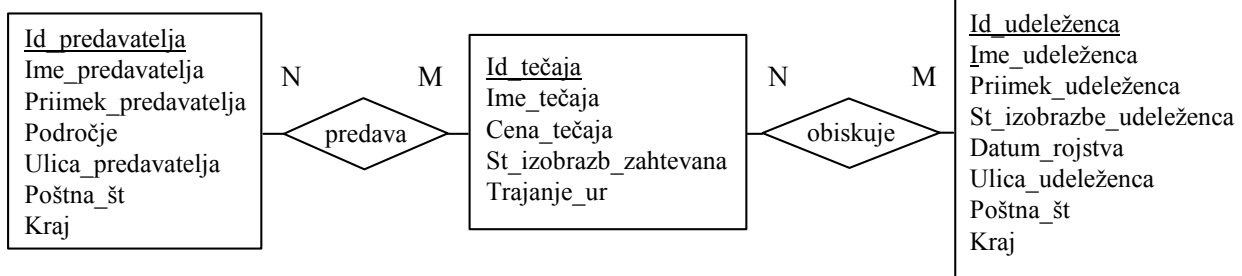 Id_predavatelja
Ime_predavatelja
Priimek_predavatelja
Področje
Ulica_predavatelja
Poštna_št
Kraj
N
M
predava
Id_tečaja
Ime_tečaja
Cena_tečaja
St_izobrazb_zahtevana
Trajanje_ur
N
M
obiskuje
Id_udeleženca
Ime_udeleženca
Priimek_udeleženca
St_izobrazbe_udeleženca
Datum_rojstva
Ulica_udeleženca
Poštna_št
Kraj